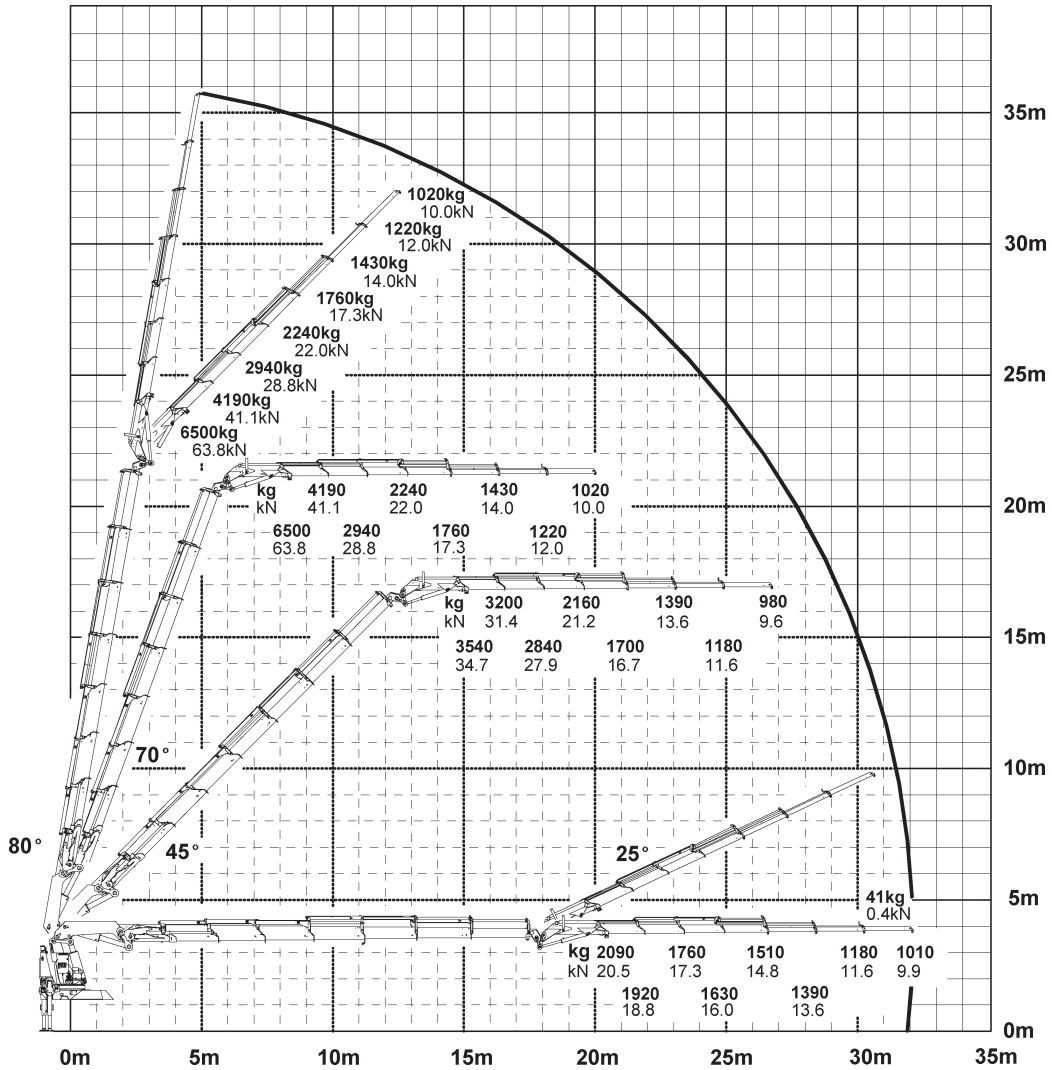 35m
1020kg
10.0kN
1220kg
12.0kN
30m
1430kg
14.0kN
1760kg
17.3kN
2240kg
22.0kN
2940kg
28.8kN
25m
4190kg
41.1kN
6500kg
63.8kN
kg 4190 2240 1430 1020
kN 41.1 22.0 14.0 10.0
20m
6500 2940 1760 1220
63.8 28.8 17.3 12.0
kg 3200 2160 1390 980
kN 31.4 21.2 13.6 9.6
15m
3540 2840 1700 1180
34.7 27.9 16.7 11.6
70°
10m
80°
45°
25°
41kg
0.4kN
5m
kg 2090 1760 1510 1180 1010
kN 20.5 17.3 14.8 11.6 9.9
1920 1630 1390
18.8 16.0 13.6
0m
0m 5m 10m 15m 20m 25m 30m 35m